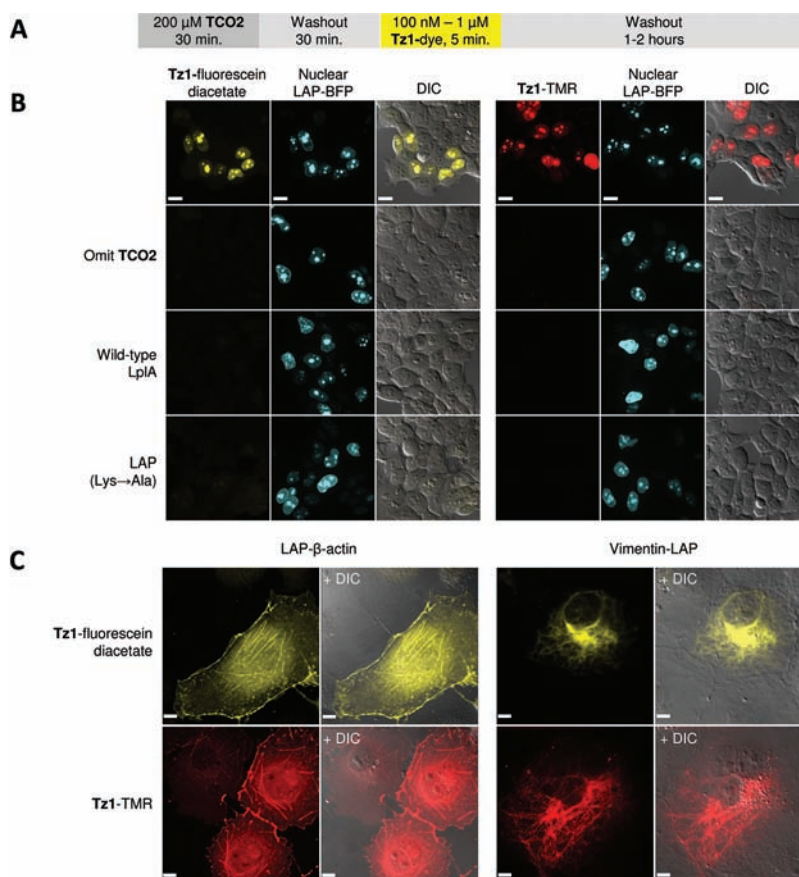 A
200 µM TCO2
30 min.
Washout
30 min.
100 nM – 1 µM
Tz1-dye, 5 min.
Washout
1-2 hours
B
Tz1-fluorescein
diacetate
Nuclear
LAP-BFP
DIC
Tz1-TMR
Nuclear
LAP-BFP
DIC
Omit TCO2
Wild-type
LplA
LAP
(Lys→Ala)
C
LAP-β-actin
Vimentin-LAP
Tz1-fluorescein
diacetate
+ DIC
+ DIC
Tz1-TMR
+ DIC
+ DIC